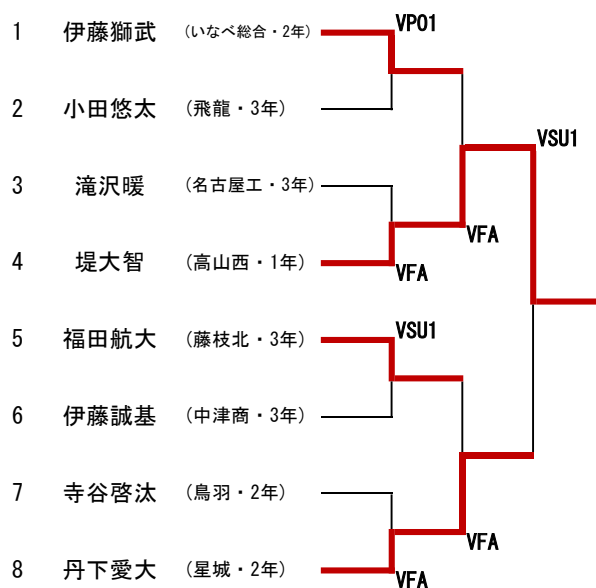 1 伊藤獅武 (いなべ総合・2年) VPO1
2 小田悠太 (飛龍・3年)
VSU1
3 滝沢暖 (名古屋工・3年)
VFA
4 堤大智 (高山西・1年) VFA
5 福田航大 (藤枝北・3年) VSU1
6 伊藤誠基 (中津商・3年)
7 寺谷啓汰 (鳥羽・2年)
VFA
8 丹下愛大 (星城・2年) VFA